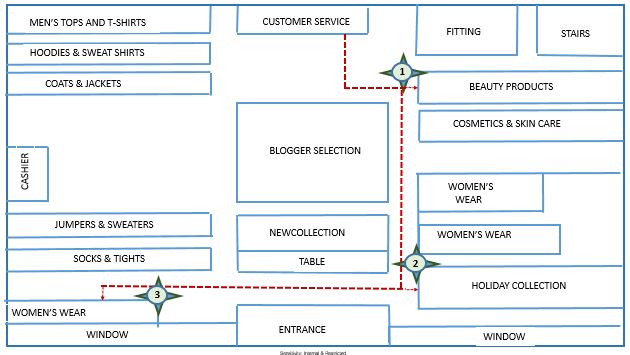 MEN'S TOPS AND T-SHIRTS
CUSTOMER SERVICE
FITTING
STAIRS
HOODIES & SWEAT SHIRTS
COATS & JACKETS
1
BEAUTY PRODUCTS
COSMETICS & SKIN CARE
BLOGGER SELECTION
CASHIER
WOMEN'S
WEAR
JUMPERS & SWEATERS
NEWCOLLECTION
WOMEN'S WEAR
SOCKS & TIGHTS
TABLE
2
HOLIDAY COLLECTION
3
WOMEN'S WEAR
WINDOW
ENTRANCE
WINDOW
Sensitivity: Internal & Restricted